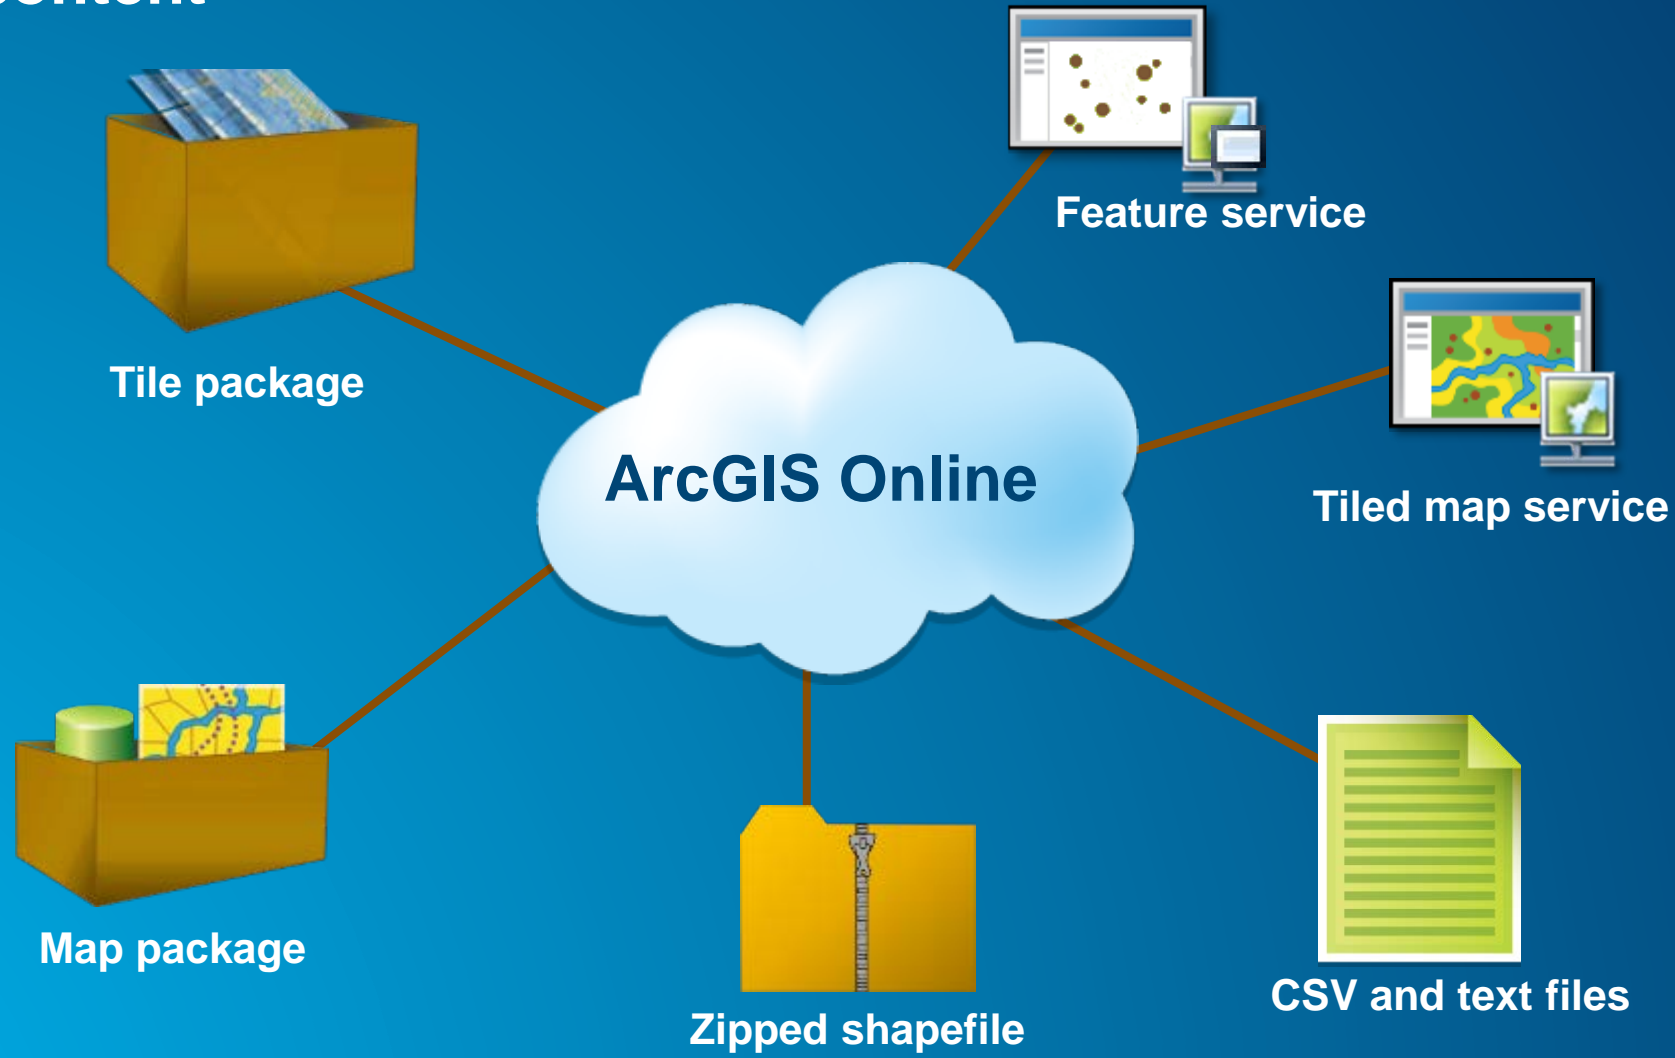 Feature service
Tile package
ArcGIS Online
Tiled map service
Map package
CSV and text files
Zipped shapefile